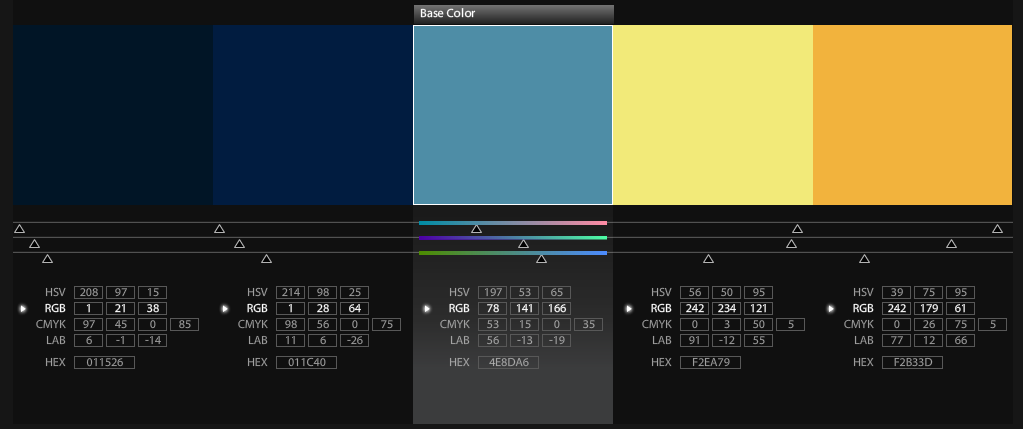 Base Color
HSV 208 97 15
RGB 1 21 38
CMYK 97 45 0 85
LAB 6 -1 -14
HEX 011526
HSV 214 98 25
RGB 1 28 64
CMYK 98 56 0 75
LAB 11 6 -26
HEX 011C40
HSV 197 53 65
RGB 78 141 166
CMYK 53 15 0 35
LAB 56 -13 -19
HEX 4E8DA6
HSV 56 50 95
RGB 242 234 121
CMYK 0 3 50 5
LAB 91 -12 55
HEX F2EA79
HSV 39 75 95
RGB 242 179 61
CMYK 0 26 75 5
LAB 77 12 66
HEX F2B33D